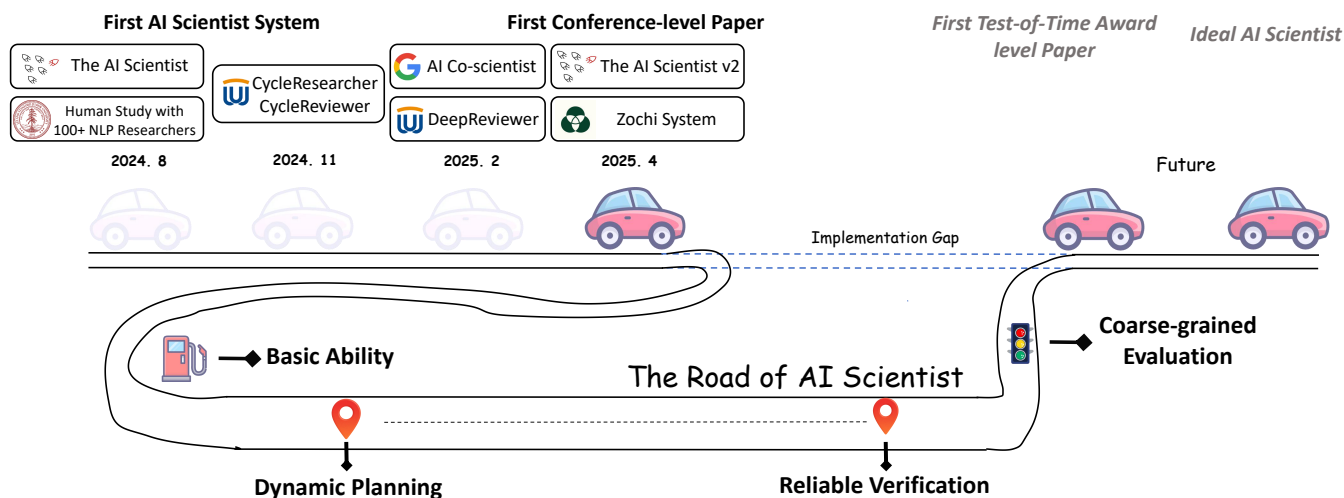 First AI Scientist System
First Conference-level Paper
First Test-of-Time Award
level Paper
Ideal AI Scientist
The AI Scientist
Human Study with
100+ NLP Researchers
CycleResearcher
CycleReviewer
AI Co-scientist
DeepReviewer
The AI Scientist v2
Zochi System
2024. 8
2024. 11
2025. 2
2025. 4
Future
Implementation Gap
Basic Ability
Coarse-grained
Evaluation
The Road of AI Scientist
Dynamic Planning
Reliable Verification